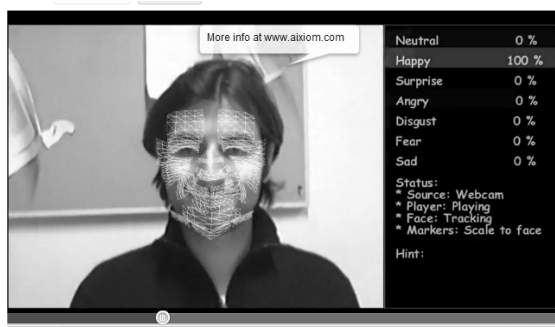 More info at www.aixiom.com
Neutral 0 %
Happy 100 %
Surprise 0 %
Angry 0 %
Disgust 0 %
Fear 0 %
Sad 0 %
Status:
* Source: Webcam
* Player: Playing
* Face: Tracking
* Markers: Scale to face
Hint: